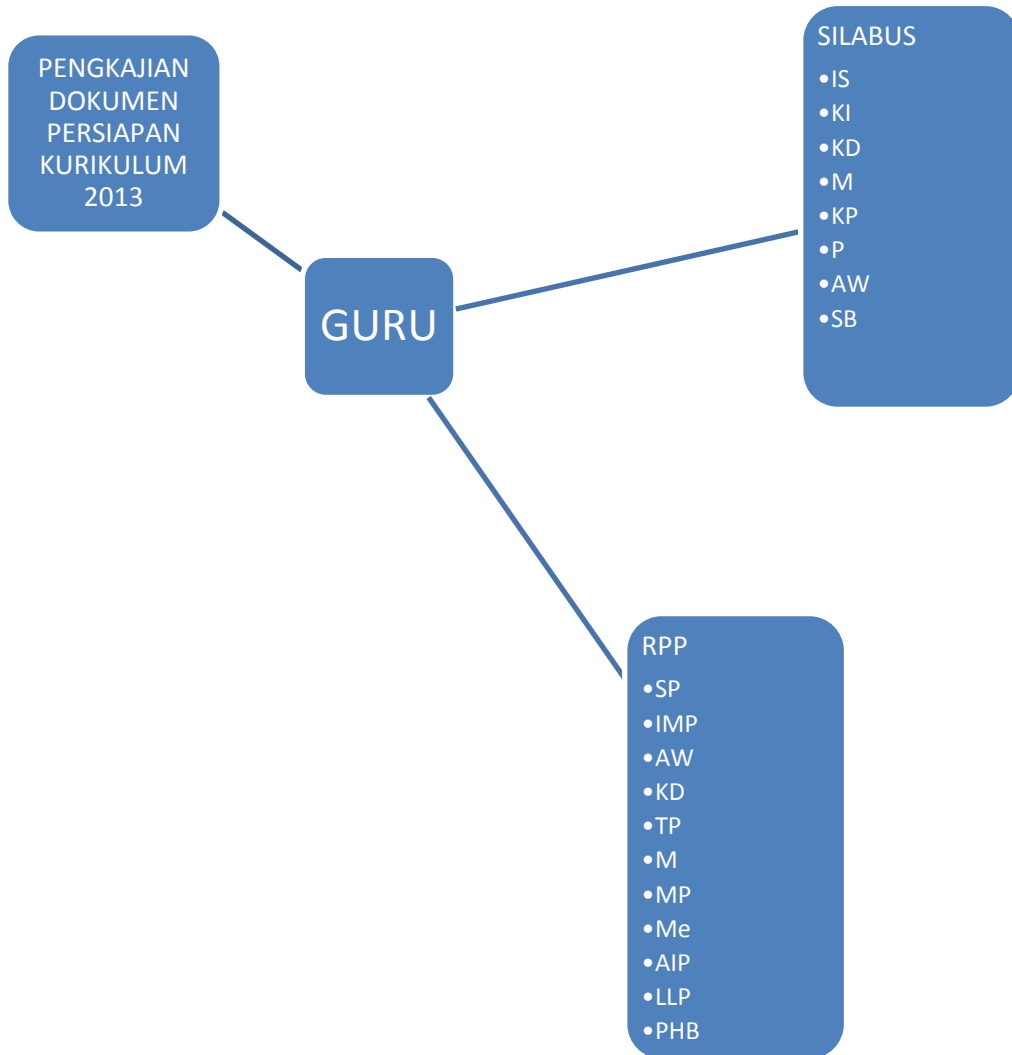 PENGKAJIAN
DOKUMEN
PERSIAPAN
KURIKULUM
2013
GURU
SILABUS
•IS
•KI
•KD
•M
•KP
•P
•AW
•SB
RPP
•SP
•IMP
•AW
•KD
•TP
•M
•MP
•Me
•AIP
•LLP
•PHB